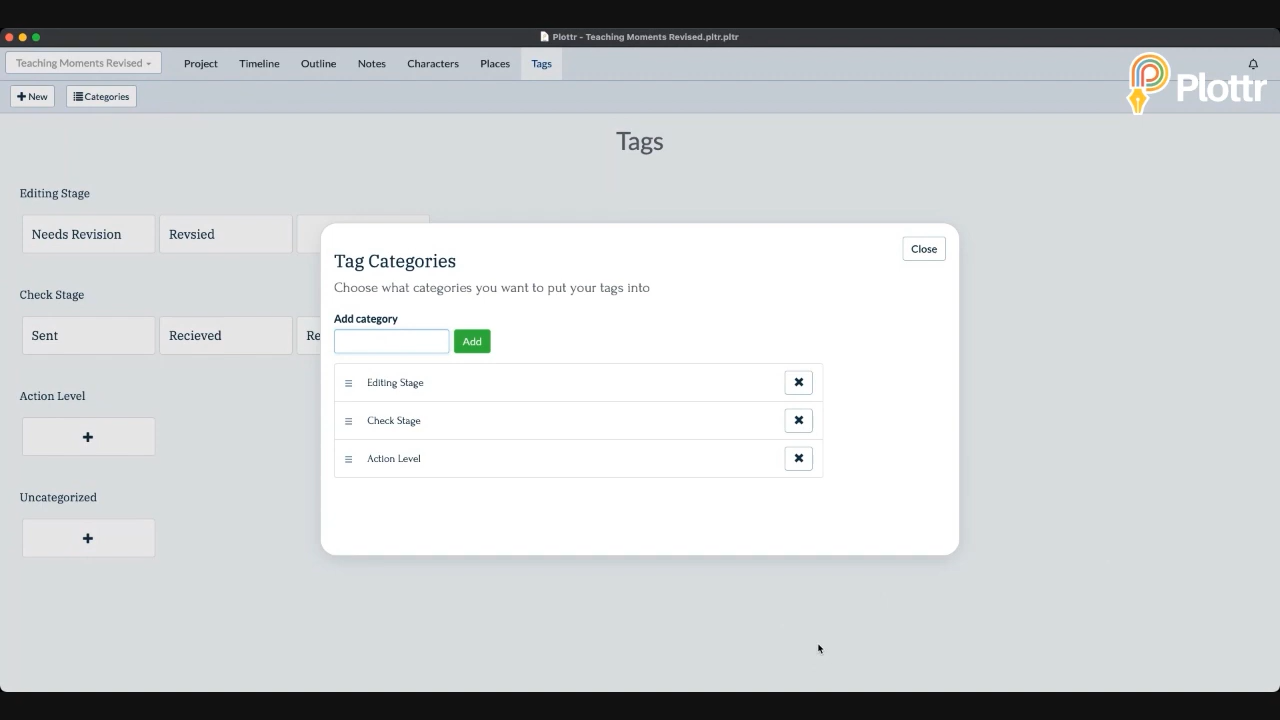 Plottr - Teaching Moments Revised.pltr.pltr
Teaching Moments Revised
Project
Timeline
Outline
Notes
Characters
Places
Tags
Plottr
New
Categories
Tags
Editing Stage
Needs Revision
Revsied
Check Stage
Sent
Recieved
Re
Action Level
Uncategorized
Tag Categories
Close
Choose what categories you want to put your tags into
Add category
Add
Editing Stage
Check Stage
Action Level